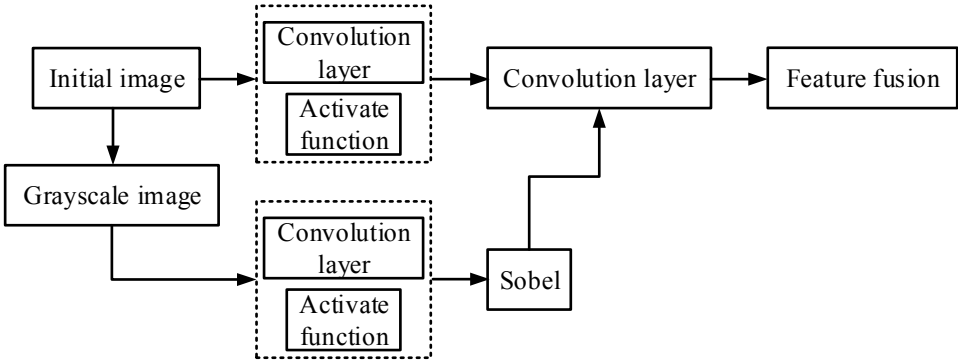 Initial image
Convolution
layer
Activate
function
Convolution layer
Feature fusion
Grayscale image
Convolution
layer
Activate
function
Sobel